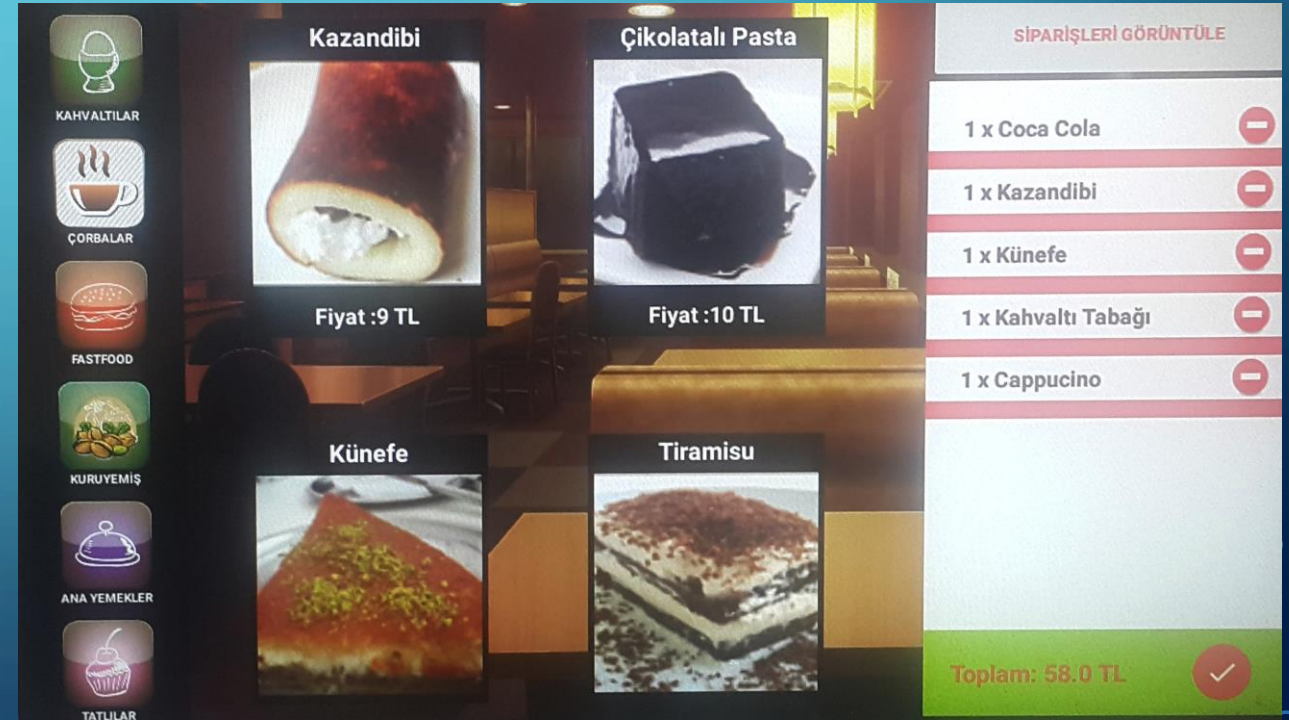 KAHVALTILAR
ÇORBALAR
FASTFOOD
KURUYEMİŞ
ANA YEMEKLER
TATLILAR
Kazandibi
Fiyat :9 TL
Çikolatalı Pasta
Fiyat :10 TL
Künefe
Tiramisu
SİPARİŞLERİ GÖRÜNTÜLE
1 x Coca Cola
1 x Kazandibi
1 x Künefe
1 x Kahvaltı Tabağı
1 x Cappucino
Toplam: 58.0 TL